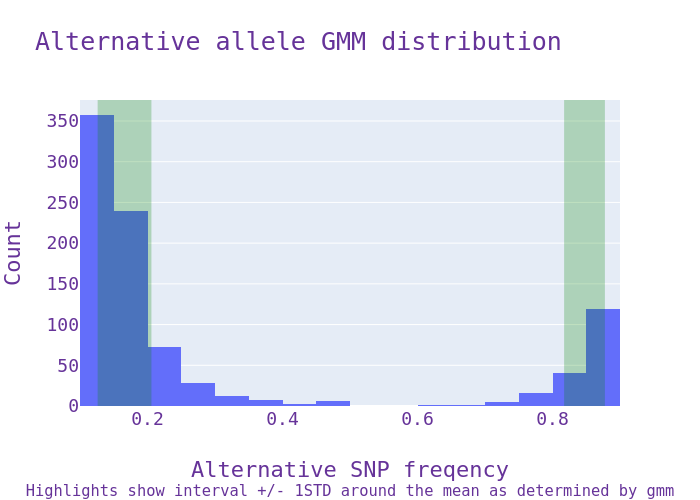 Alternative allele GMM distribution
350
300
250
200
150
100
50
0
Count
0.2 0.4 0.6 0.8
Alternative SNP freqency
Highlights show interval +/- 1STD around the mean as determined by gmm